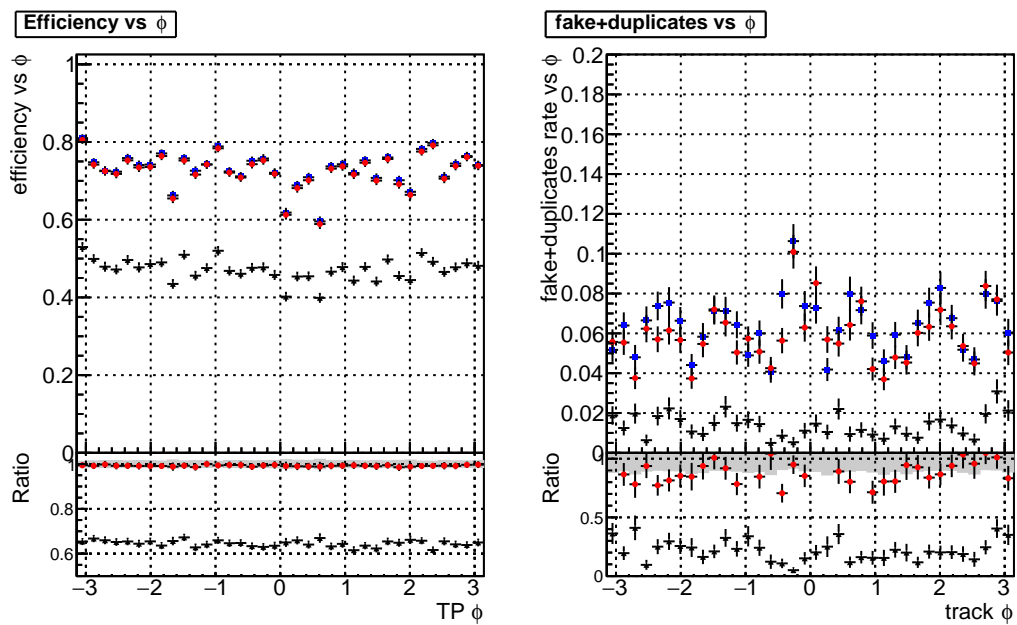 Efficiency vs ϕ
efficiency vs ϕ
1
0.8
0.6
0.4
0.2
0
Ratio
1
0.8
0.6
−3 −2 −1 0 1 2 3
TP ϕ
fake+duplicates vs ϕ
fake+duplicates rate vs ϕ
0.2
0.18
0.16
0.14
0.12
0.1
0.08
0.06
0.04
0.02
0
Ratio
1
0.5
0
−3 −2 −1 0 1 2 3
track ϕ